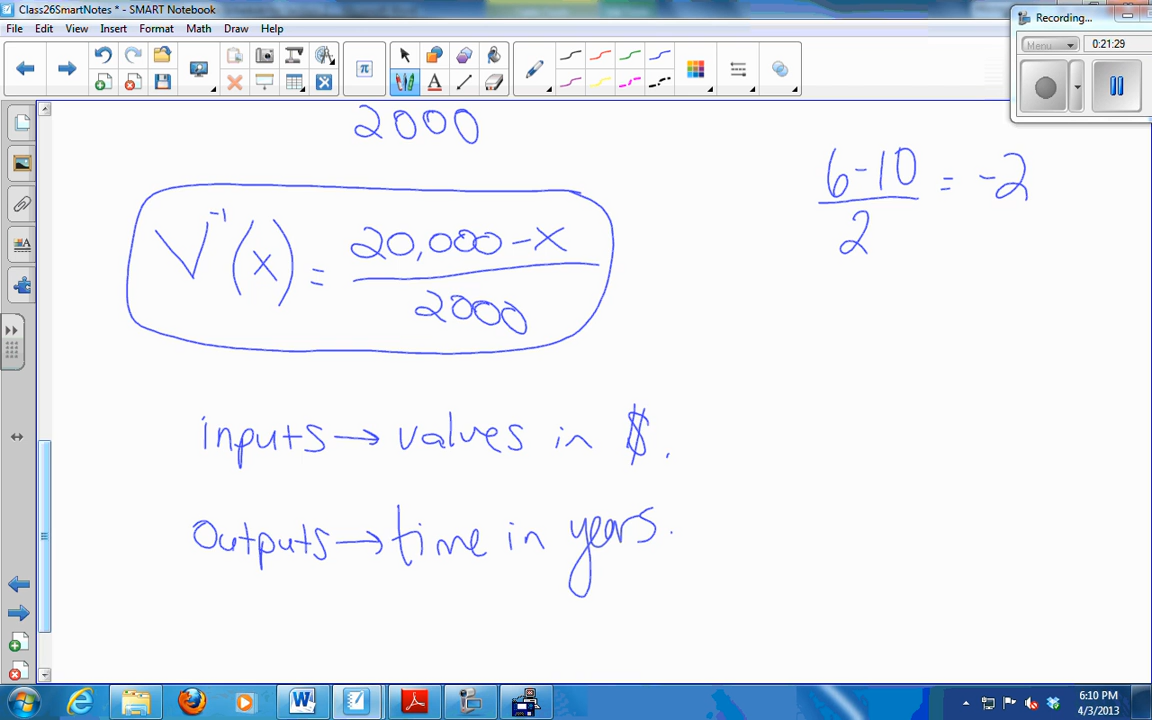 Class26SmartNotes * - SMART Notebook
File Edit View Insert Format Math Draw Help
Recording...
Menu
0:21:29
2000
6-10
2
= -2
V⁻¹(x) =
20,000 - X
2000
inputs → values in $.
Outputs → time in years.
6:10 PM
4/3/2013